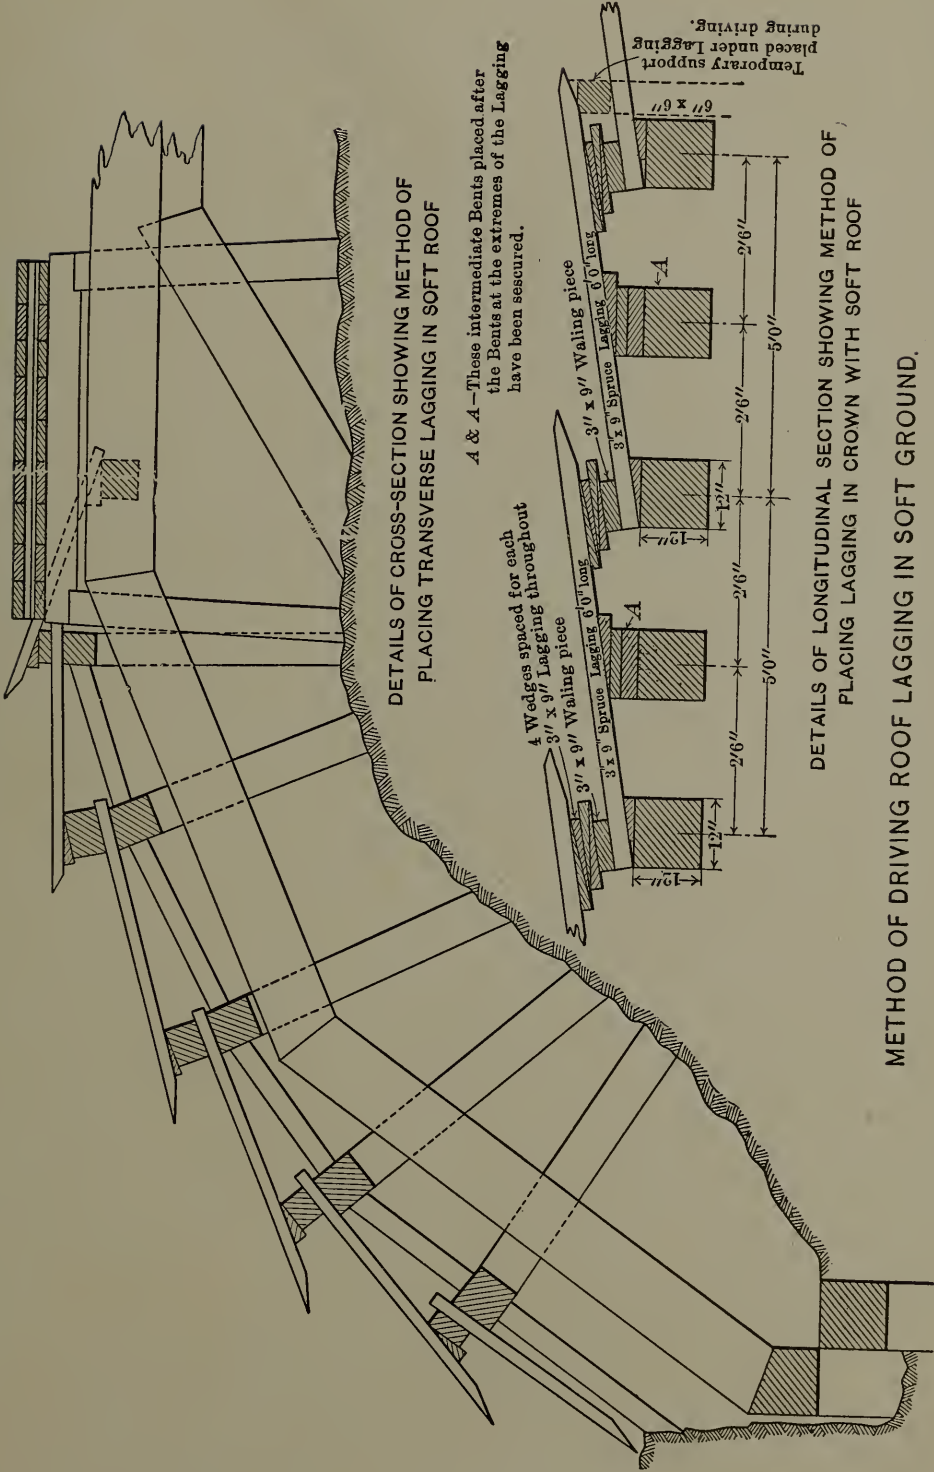 DETAILS OF CROSS-SECTION SHOWING METHOD OF
PLACING TRANSVERSE LAGGING IN SOFT ROOF
A & A—These intermediate Bents placed after
the Bents at the extremes of the Lagging
have been sescured.
4 Wedges spaced for each
3" x 9" Lagging throughout
3" x 9" Waling piece
3" x 9" Spruce Lagging 6'0" long
3" x 9" Waling piece
3" x 9" Spruce Lagging 6'0" long
Temporary support
placed under Lagging
during driving.
6" x 6"
A
A
12"
12"
12"
12"
2'6"
2'6"
2'6"
2'6"
5'0"
5'0"
DETAILS OF LONGITUDINAL SECTION SHOWING METHOD OF
PLACING LAGGING IN CROWN WITH SOFT ROOF
METHOD OF DRIVING ROOF LAGGING IN SOFT GROUND.